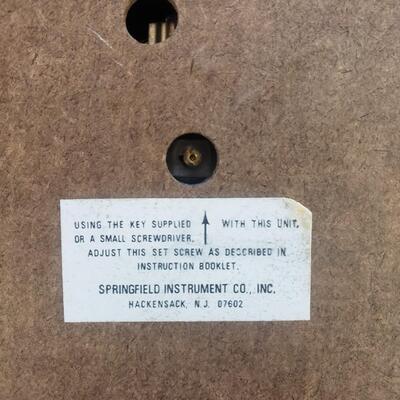 USING THE KEY SUPPLIED ↑ WITH THIS UNIT,
OR A SMALL SCREWDRIVER,
ADJUST THIS SET SCREW AS DESCRIBED IN
INSTRUCTION BOOKLET.
SPRINGFIELD INSTRUMENT CO., INC.
HACKENSACK, N.J. 07602